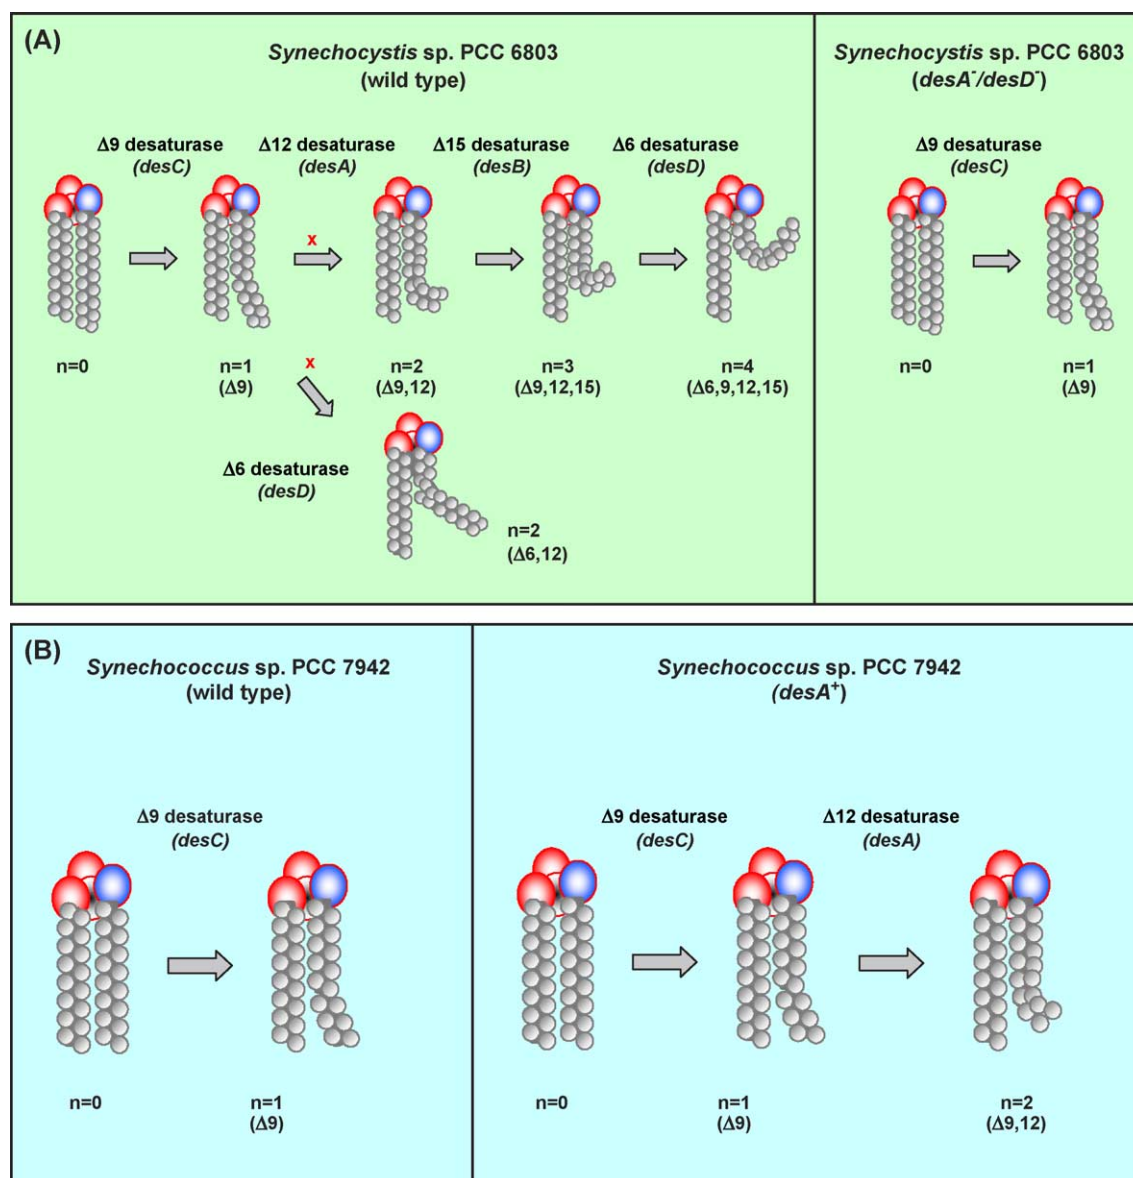 (A)
Synechocystis sp. PCC 6803
(wild type)
Δ9 desaturase
(desC)
Δ12 desaturase
(desA)
Δ15 desaturase
(desB)
Δ6 desaturase
(desD)
x
n=0
n=1
(Δ9)
x
n=2
(Δ9,12)
n=3
(Δ9,12,15)
n=4
(Δ6,9,12,15)
Δ6 desaturase
(desD)
n=2
(Δ6,12)
Synechocystis sp. PCC 6803
(desA⁻/desD⁻)
Δ9 desaturase
(desC)
n=0
n=1
(Δ9)
(B)
Synechococcus sp. PCC 7942
(wild type)
Δ9 desaturase
(desC)
n=0
n=1
(Δ9)
Synechococcus sp. PCC 7942
(desA⁺)
Δ9 desaturase
(desC)
Δ12 desaturase
(desA)
n=0
n=1
(Δ9)
n=2
(Δ9,12)